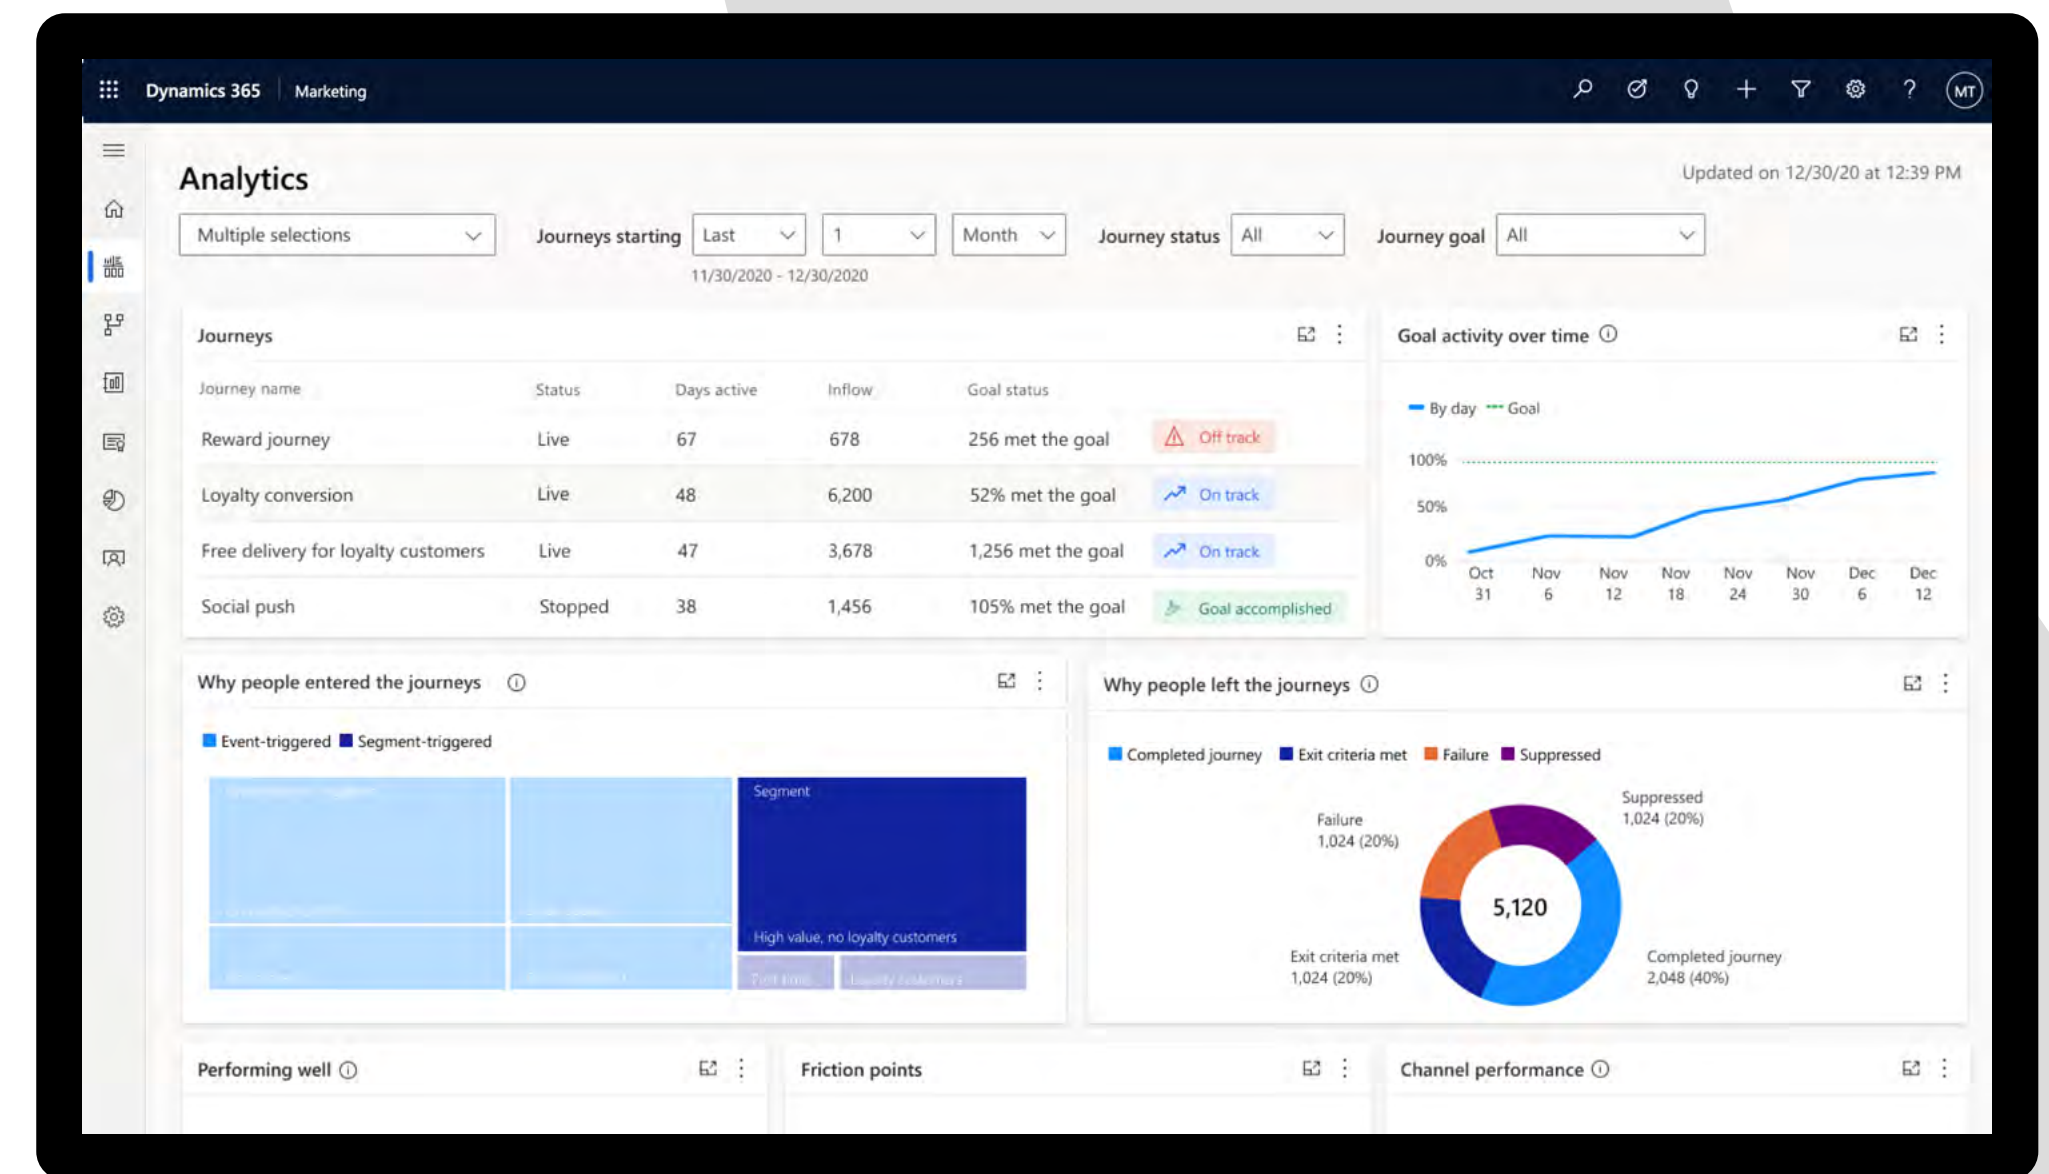 Dynamics 365 Marketing
MT
Analytics
Updated on 12/30/20 at 12:39 PM
Multiple selections
Journeys starting Last 1 Month
Journey status All
Journey goal All
11/30/2020 - 12/30/2020
Journeys
Journey name Status Days active Inflow Goal status
Reward journey Live 67 678 256 met the goal Off track
Loyalty conversion Live 48 6,200 52% met the goal On track
Free delivery for loyalty customers Live 47 3,678 1,256 met the goal On track
Social push Stopped 38 1,456 105% met the goal Goal accomplished
Goal activity over time
By day Goal
100%
50%
0%
Oct 31
Nov 6
Nov 12
Nov 18
Nov 24
Nov 30
Dec 6
Dec 12
Why people entered the journeys
Event-triggered Segment-triggered
Segment
High value, no loyalty customers
First time
Loyalty customers
Why people left the journeys
Completed journey Exit criteria met Failure Suppressed
Suppressed
1,024 (20%)
Failure
1,024 (20%)
5,120
Exit criteria met
1,024 (20%)
Completed journey
2,048 (40%)
Performing well
Friction points
Channel performance